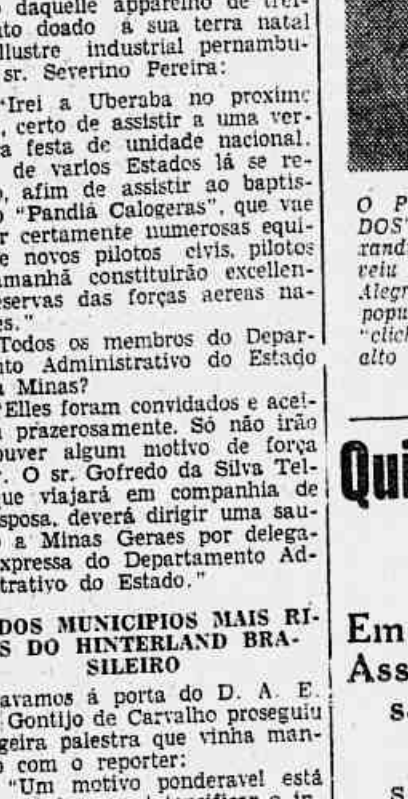 daquelle apparelho de trei-
to doado á sua terra natal
llustre industrial pernambu-
sr. Severino Pereira:
"Irei a Uberaba no proximo
, certo de assistir a uma ver-
a festa de unidade nacional.
de varios Estados lá se re-
, afim de assistir ao baptis-
"Pandiá Calogeras", que vae
r certamente numerosas equi-
e novos pilotos civis, pilotos
amanhã constituirão excellen-
eservas das forças aereas na-
es."
Todos os membros do Depar-
nto Administrativo do Estado
a Minas?
"Elles foram convidados e acei-
prazerosamente. Só não irão
ouver algum motivo de força
. O sr. Gofredo da Silva Tel-
que viajará em companhia de
sposa, deverá dirigir uma sau-
o a Minas Geraes por delega-
expressa do Departamento Ad-
trativo do Estado."
DOS MUNICIPIOS MAIS RI-
S DO HINTERLAND BRA-
SILEIRO
avamos á porta do D. A. E.
Gontijo de Carvalho proseguiu
geira palestra que vinha man-
o com o reporter:
"Um motivo ponderavel está
O P
DOS"
rand
veiu
Alegr
popu
"clich
alto
Qui
Em
Ass
S
S